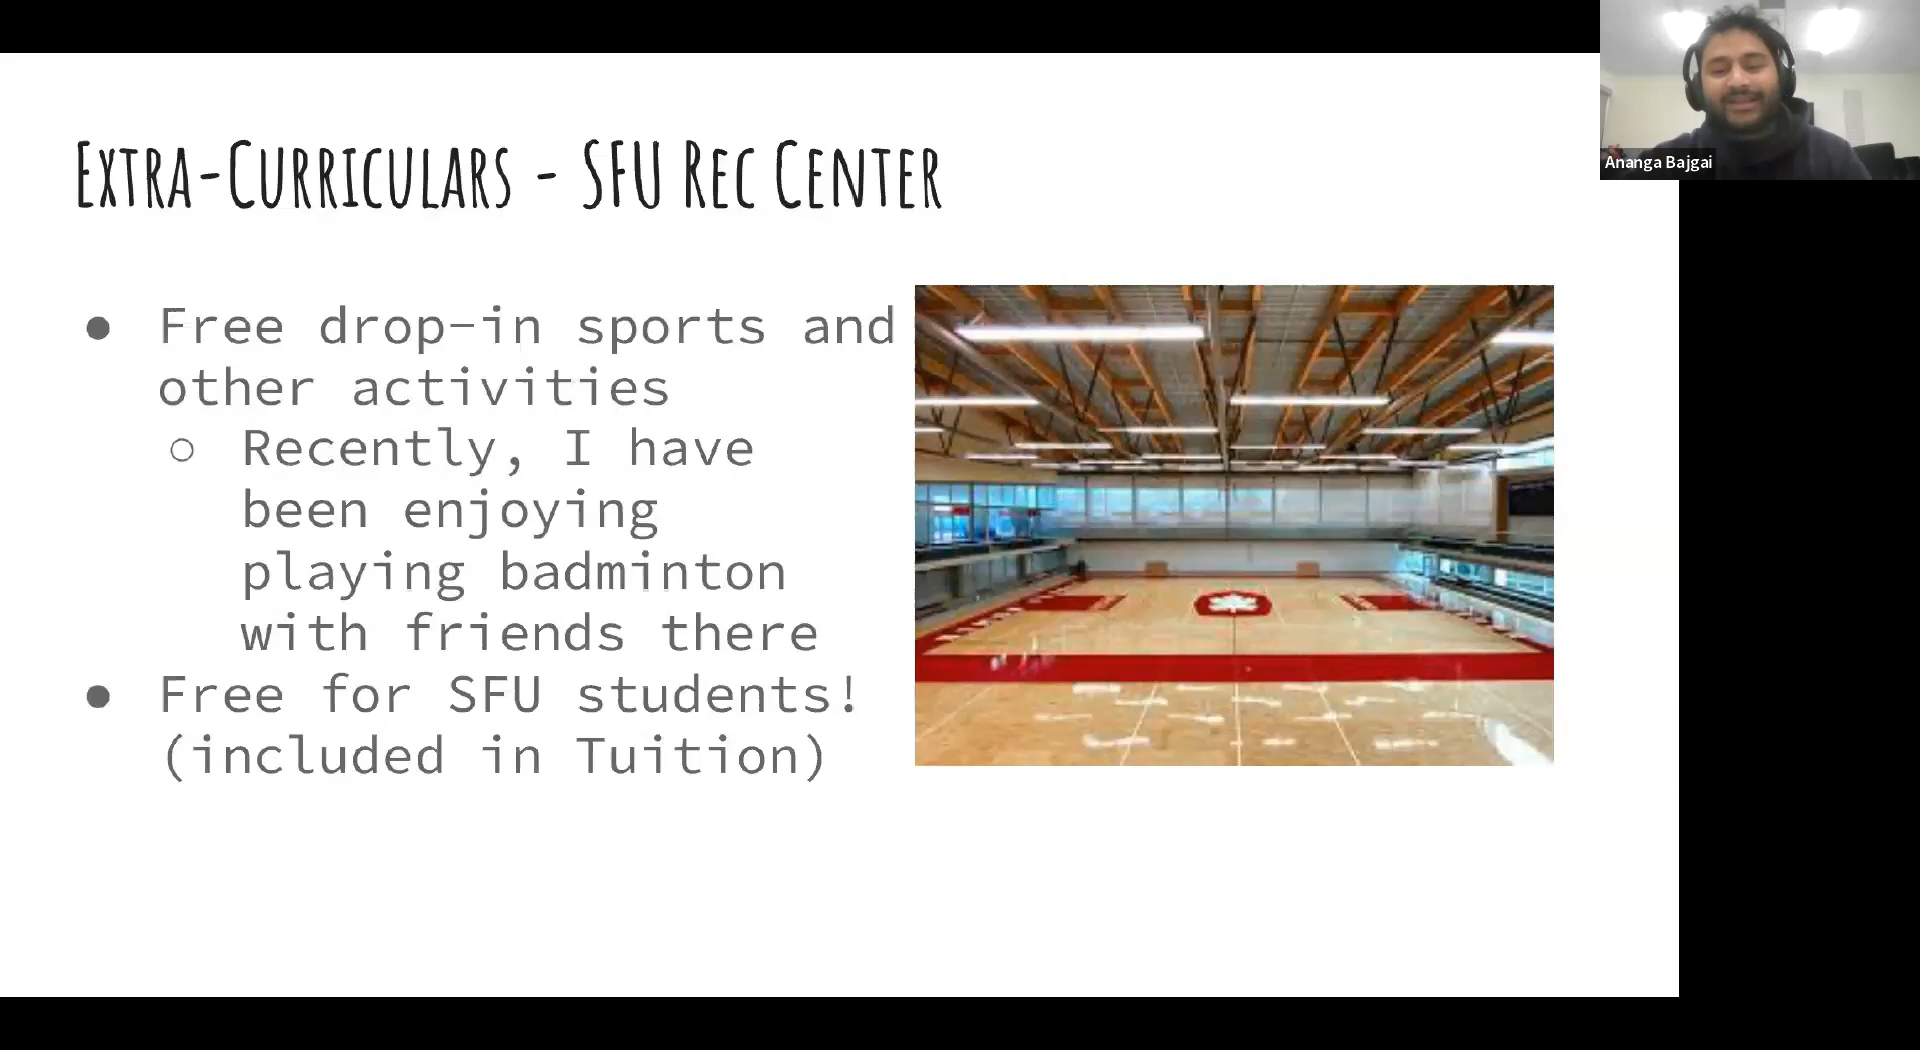 Extra-Curriculars - SFU Rec Center
● Free drop-in sports and
other activities
○ Recently, I have
been enjoying
playing badminton
with friends there
● Free for SFU students!
(included in Tuition)
Ananga Bajgai